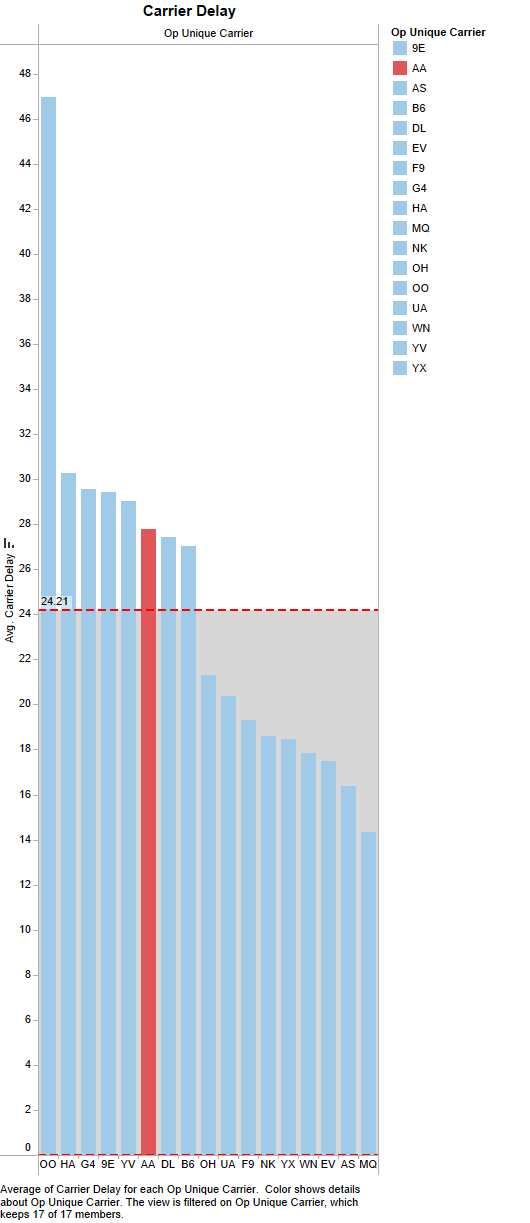 Carrier Delay
Op Unique Carrier
Op Unique Carrier
9E
AA
AS
B6
DL
EV
F9
G4
HA
MQ
NK
OH
OO
UA
WN
YV
YX
48
46
44
42
40
38
36
34
32
30
28
26
24
22
20
18
16
14
12
10
8
6
4
2
0
Avg. Carrier Delay
24.21
OO HA G4 9E YV AA DL B6 OH UA F9 NK YX WN EV AS MQ
Average of Carrier Delay for each Op Unique Carrier.  Color shows details
about Op Unique Carrier. The view is filtered on Op Unique Carrier, which
keeps 17 of 17 members.